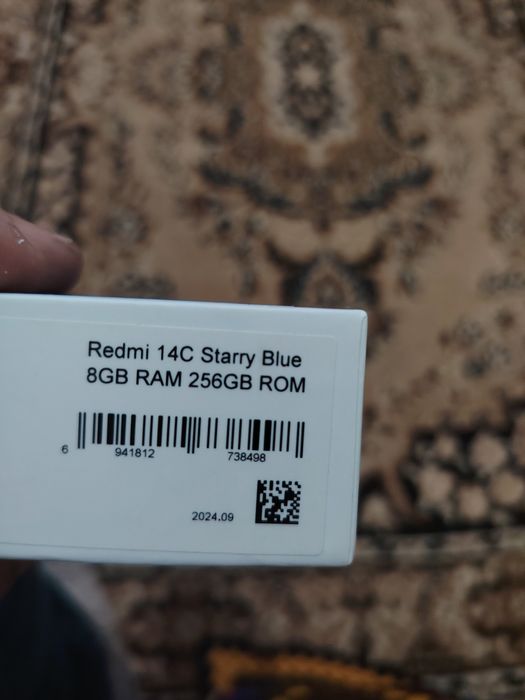 Redmi 14C Starry Blue
8GB RAM 256GB ROM
6 941812 738498
2024.09